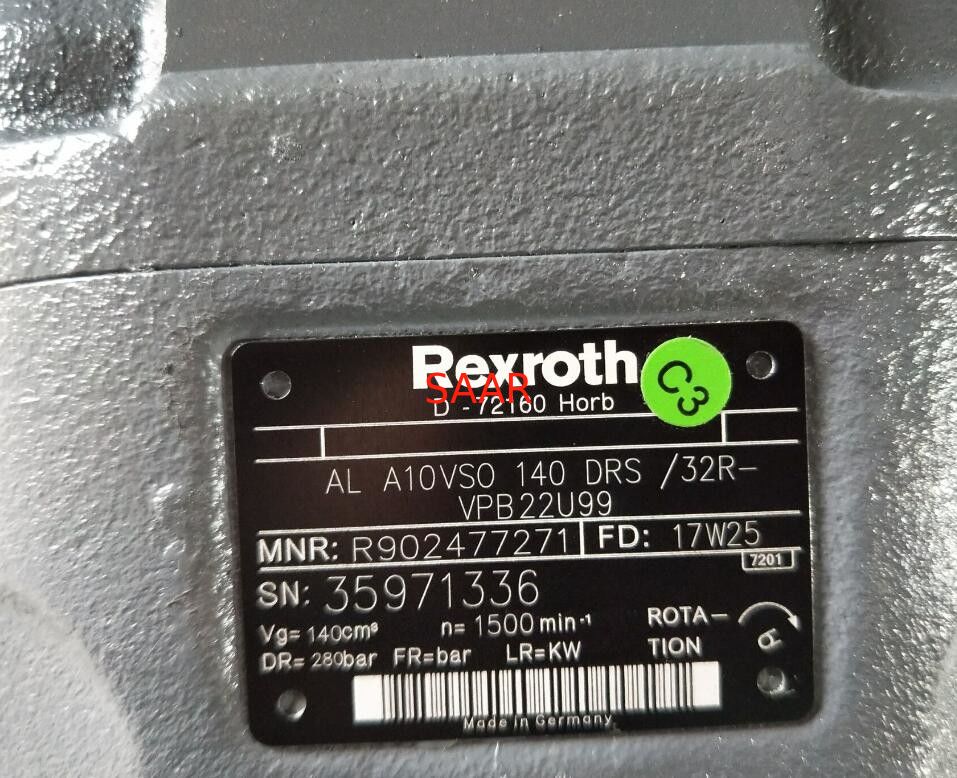 Rexroth
C3
SAAR
D - 72160 Horb
AL A10VSO 140 DRS /32R-
VPB22U99
MNR: R902477271 FD: 17W25
7201
SN: 35971336
Vg= 140cm³ n= 1500 min-1 ROTA-
DR= 280bar FR=bar LR=KW TION
Made in Germany